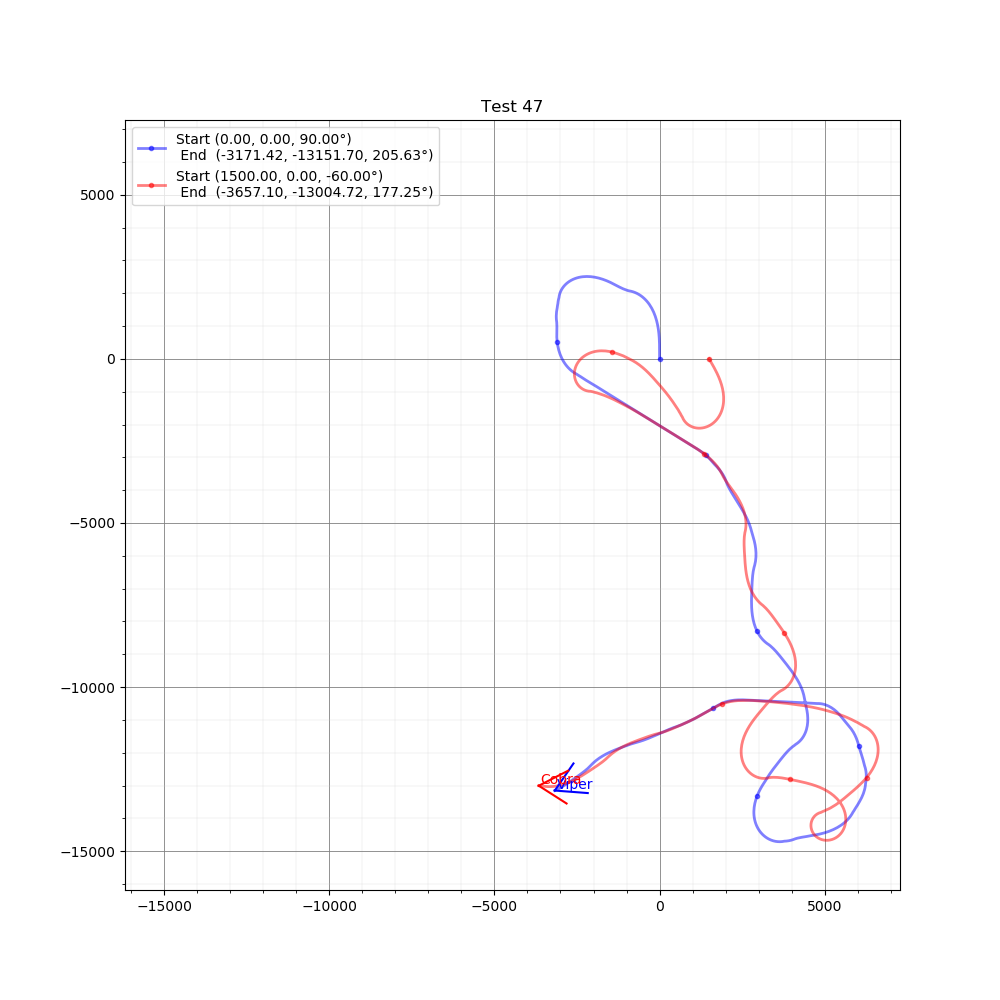 Test 47
Start (0.00, 0.00, 90.00°)
End (-3171.42, -13151.70, 205.63°)
Start (1500.00, 0.00, -60.00°)
End (-3657.10, -13004.72, 177.25°)
5000
0
−5000
−10000
−15000
Cobra
Viper
−15000 −10000 −5000 0 5000